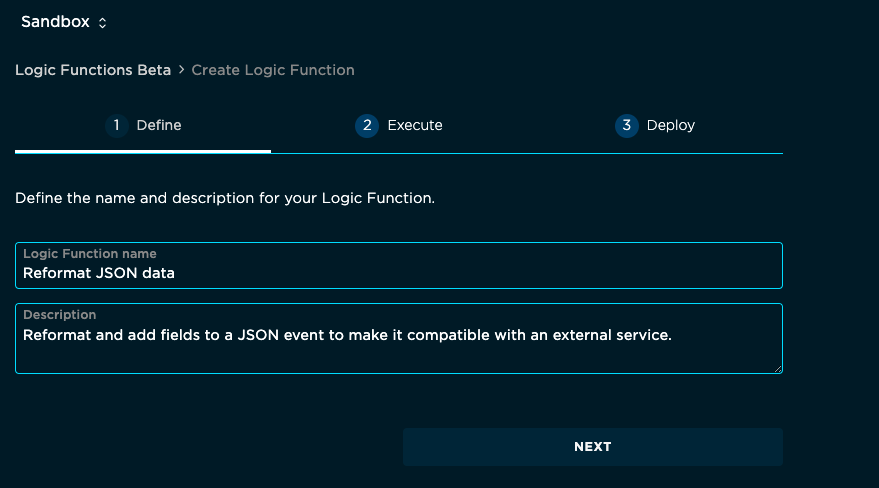 Sandbox
Logic Functions Beta > Create Logic Function
1 Define 2 Execute 3 Deploy
Define the name and description for your Logic Function.
Logic Function name
Reformat JSON data
Description
Reformat and add fields to a JSON event to make it compatible with an external service.
NEXT